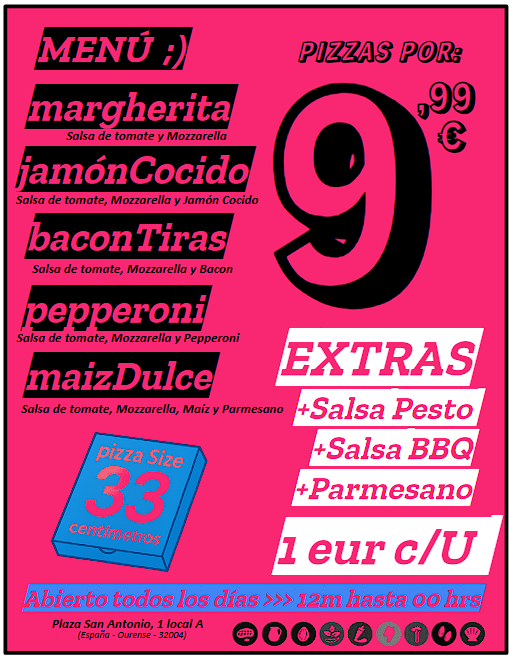 MENÚ ;)
PIZZAS POR:
9,99 €
margherita
Salsa de tomate y Mozzarella
jamónCocido
Salsa de tomate, Mozzarella y Jamón Cocido
baconTiras
Salsa de tomate, Mozzarella y Bacon
pepperoni
Salsa de tomate, Mozzarella y Pepperoni
maizDulce
Salsa de tomate, Mozzarella, Maíz y Parmesano
EXTRAS
+Salsa Pesto
+Salsa BBQ
+Parmesano
1 eur c/U
pizza Size
33
centímetros
Abierto todos los días >>> 12m hasta 00 hrs
Plaza San Antonio, 1 local A
(España - Ourense - 32004)